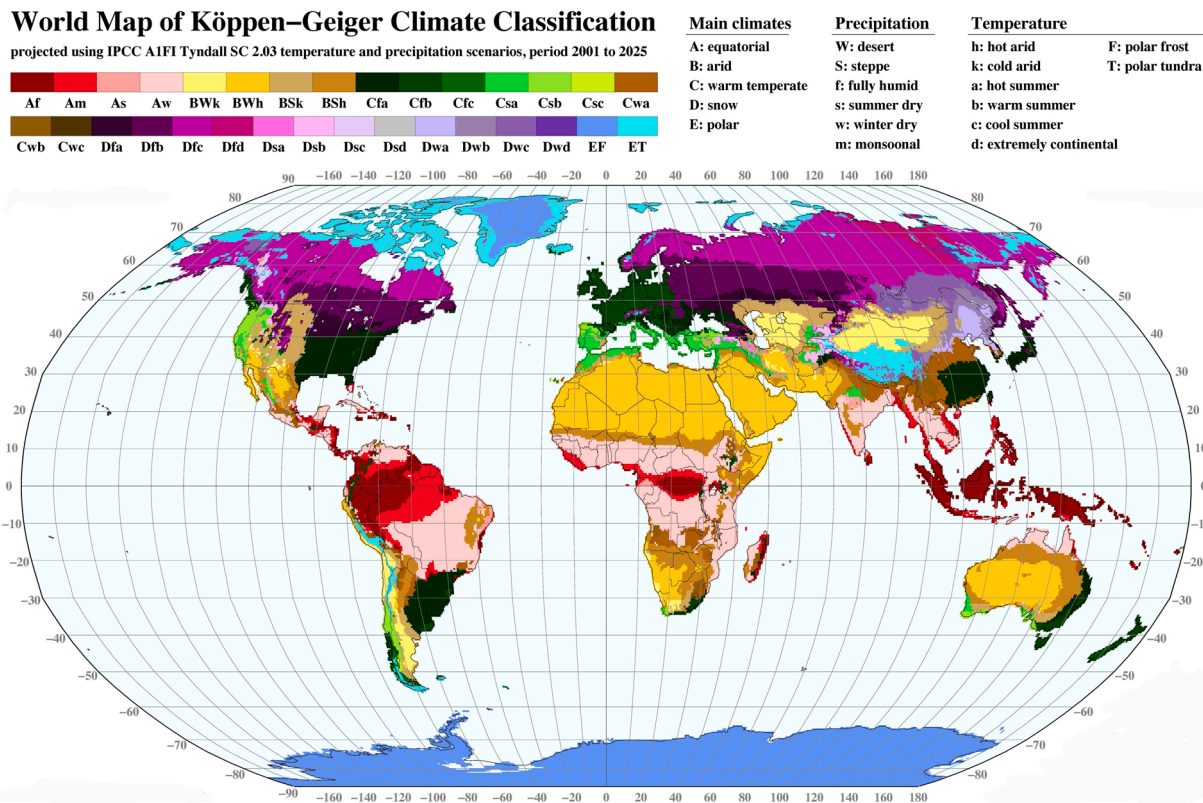 World Map of Köppen−Geiger Climate Classification
projected using IPCC A1FI Tyndall SC 2.03 temperature and precipitation scenarios, period 2001 to 2025
Af Am As Aw BWk BWh BSk BSh Cfa Cfb Cfc Csa Csb Csc Cwa
Cwb Cwc Dfa Dfb Dfc Dfd Dsa Dsb Dsc Dsd Dwa Dwb Dwc Dwd EF ET
Main climates
A: equatorial
B: arid
C: warm temperate
D: snow
E: polar
Precipitation
W: desert
S: steppe
f: fully humid
s: summer dry
w: winter dry
m: monsoonal
Temperature
h: hot arid
k: cold arid
a: hot summer
b: warm summer
c: cool summer
d: extremely continental
F: polar frost
T: polar tundra
90 −160 −140 −120 −100 −80 −60 −40 −20 0 20 40 60 80 100 120 140 160 180
80 80
70 70
60 60
50 50
40 40
30 30
20 20
10 10
0 0
−10 −1
−20 −20
−30 −30
−40 −40
−50 −50
−60 −60
−70 −70
−80 −80
−90 −160 −140 −120 −100 −80 −60 −40 −20 0 20 40 60 80 100 120 140 160 180